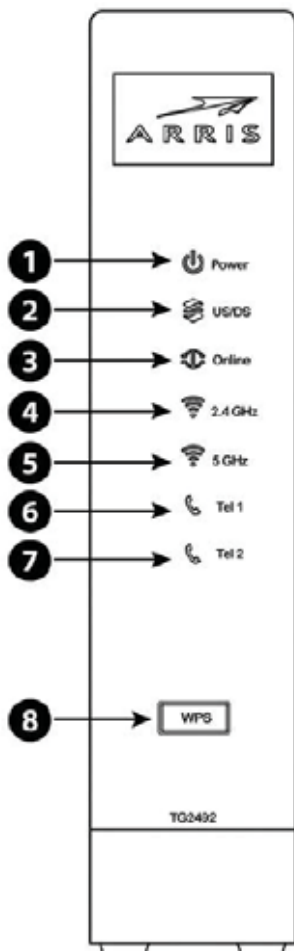 ARRIS
1 Power
2 US/DS
3 Online
4 2.4 GHz
5 5 GHz
6 Tel 1
7 Tel 2
8 WPS
TG2492